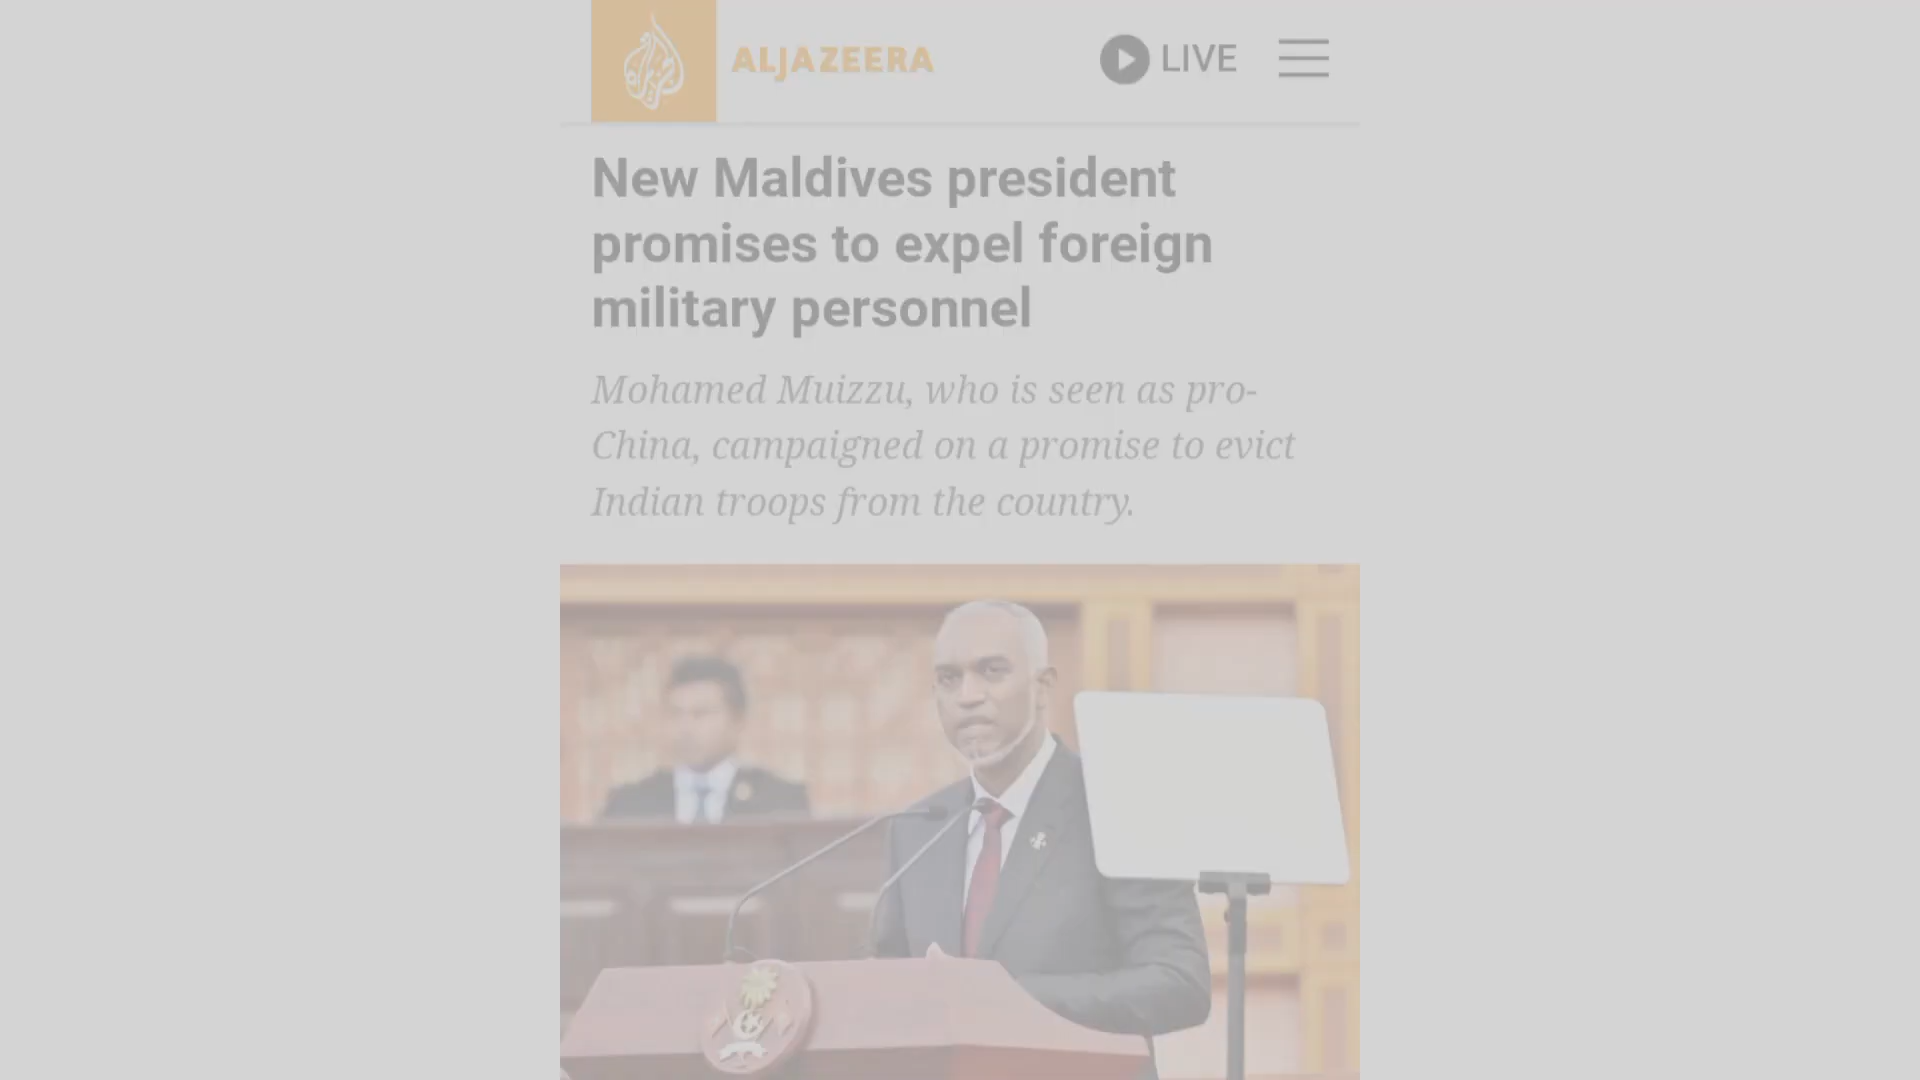 ALJAZEERA
LIVE
New Maldives president
promises to expel foreign
military personnel
Mohamed Muizzu, who is seen as pro-
China, campaigned on a promise to evict
Indian troops from the country.